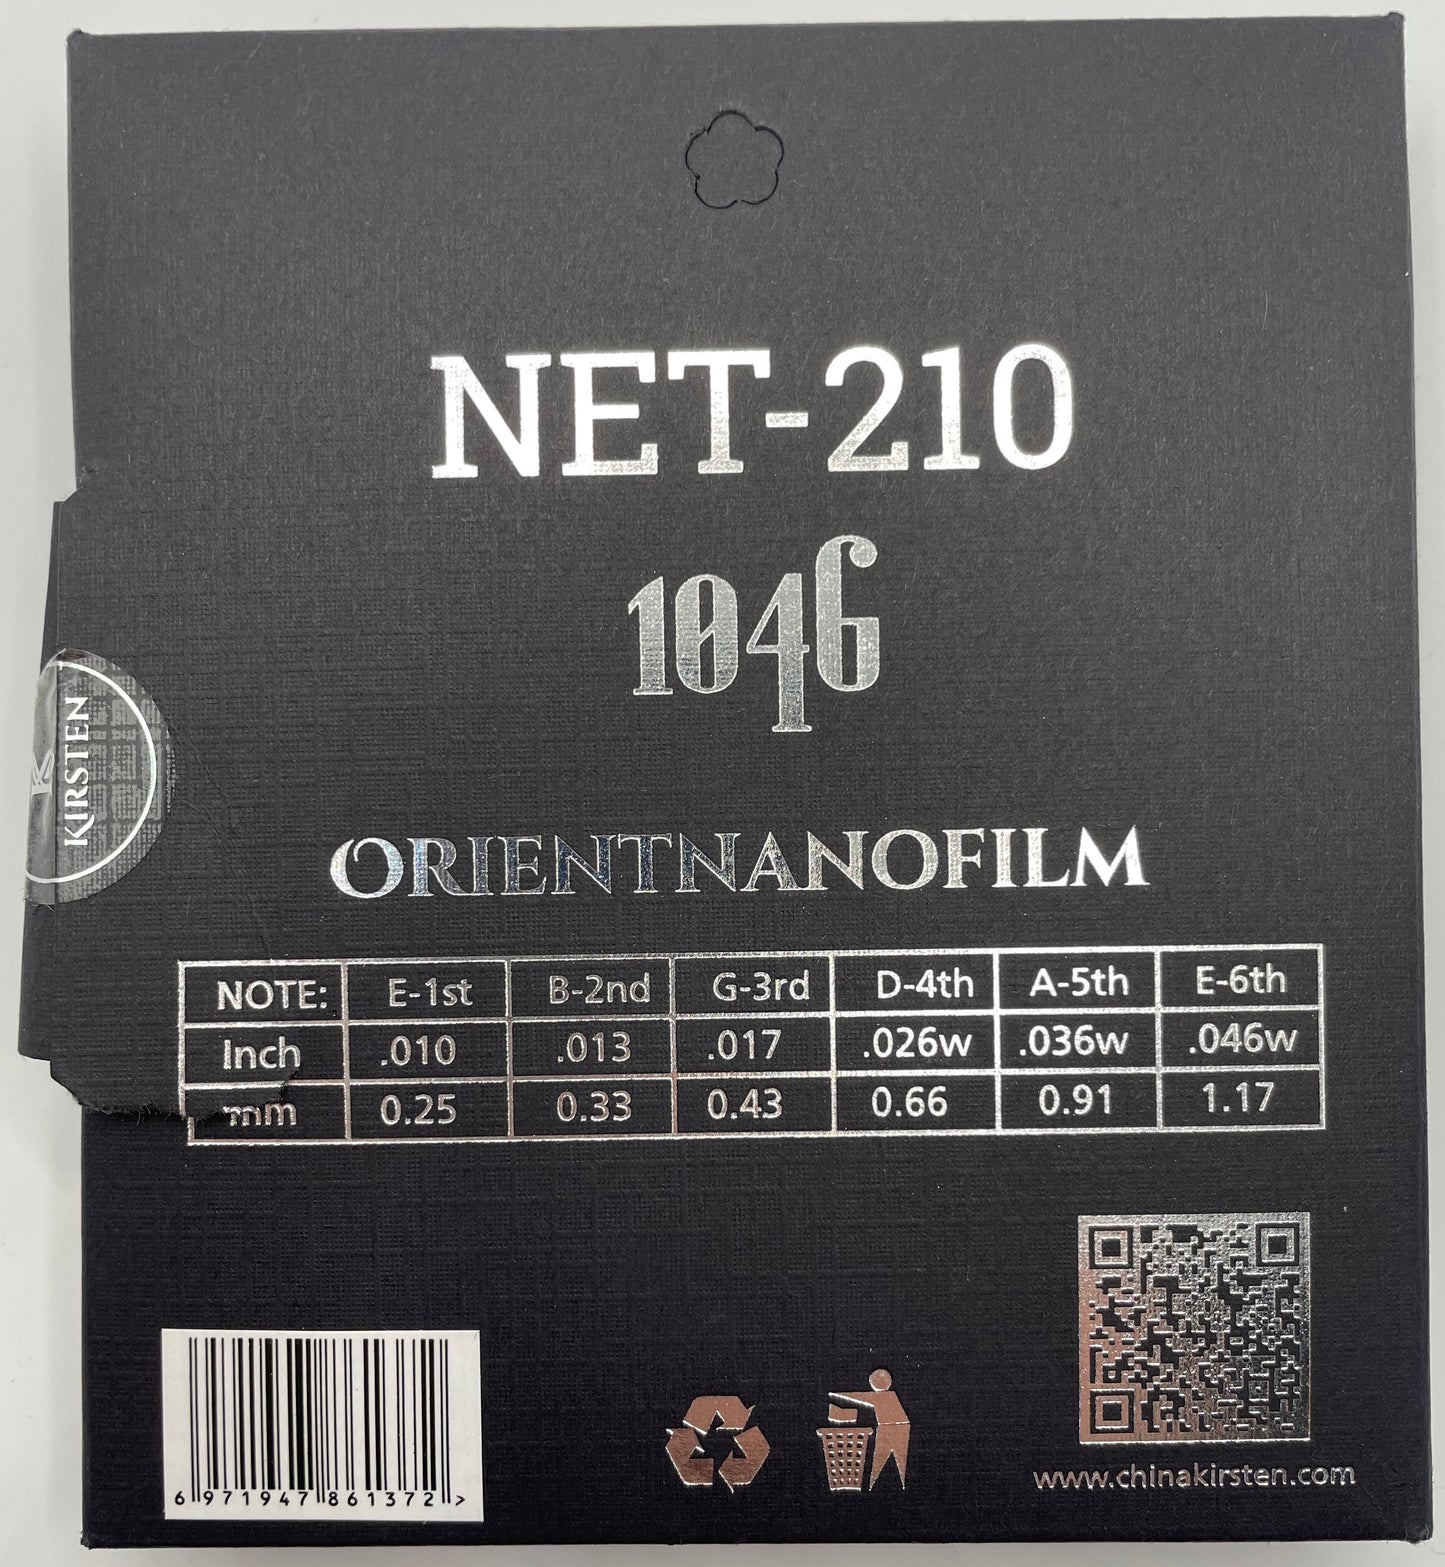 NET-210
1046
KIRSTEN
ORIENTNANOFILM
NOTE: E-1st B-2nd G-3rd D-4th A-5th E-6th
Inch .010 .013 .017 .026w .036w .046w
mm 0.25 0.33 0.43 0.66 0.91 1.17
6 971947 861372 >
www.chinakirsten.com